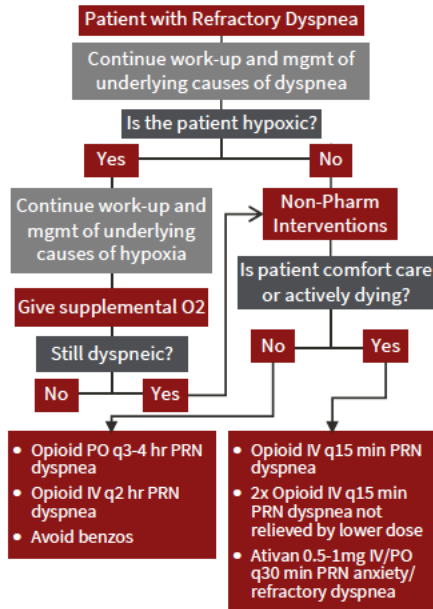 Patient with Refractory Dyspnea
Continue work-up and mgmt of
underlying causes of dyspnea
Is the patient hypoxic?
Yes
No
Continue work-up and
mgmt of underlying
causes of hypoxia
Give supplemental O2
Still dyspneic?
No
Yes
Non-Pharm
Interventions
Is patient comfort care
or actively dying?
No
Yes
• Opioid PO q3-4 hr PRN
dyspnea
• Opioid IV q2 hr PRN
dyspnea
• Avoid benzos
• Opioid IV q15 min PRN
dyspnea
• 2x Opioid IV q15 min
PRN dyspnea not
relieved by lower dose
• Ativan 0.5-1mg IV/PO
q30 min PRN anxiety/
refractory dyspnea